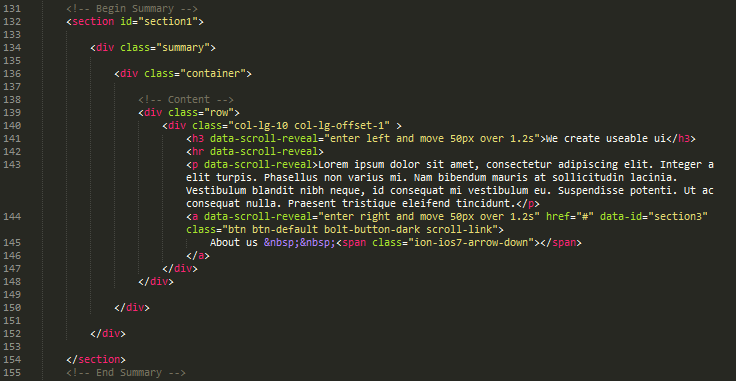 131 <!-- Begin Summary -->
132 <section id="section1">
133
134 <div class="summary">
135
136 <div class="container">
137
138 <!-- Content -->
139 <div class="row">
140 <div class="col-lg-10 col-lg-offset-1" >
141 <h3 data-scroll-reveal="enter left and move 50px over 1.2s">We create useable ui</h3>
142 <hr data-scroll-reveal>
143 <p data-scroll-reveal>Lorem ipsum dolor sit amet, consectetur adipiscing elit. Integer a
elit turpis. Phasellus non varius mi. Nam bibendum mauris at sollicitudin lacinia.
Vestibulum blandit nibh neque, id consequat mi vestibulum eu. Suspendisse potenti. Ut ac
consequat nulla. Praesent tristique eleifend tincidunt.</p>
144 <a data-scroll-reveal="enter right and move 50px over 1.2s" href="#" data-id="section3"
class="btn btn-default bolt-button-dark scroll-link">
145 About us &nbsp;&nbsp;<span class="ion-ios7-arrow-down"></span>
146 </a>
147 </div>
148 </div>
149
150 </div>
151
152 </div>
153
154 </section>
155 <!-- End Summary -->